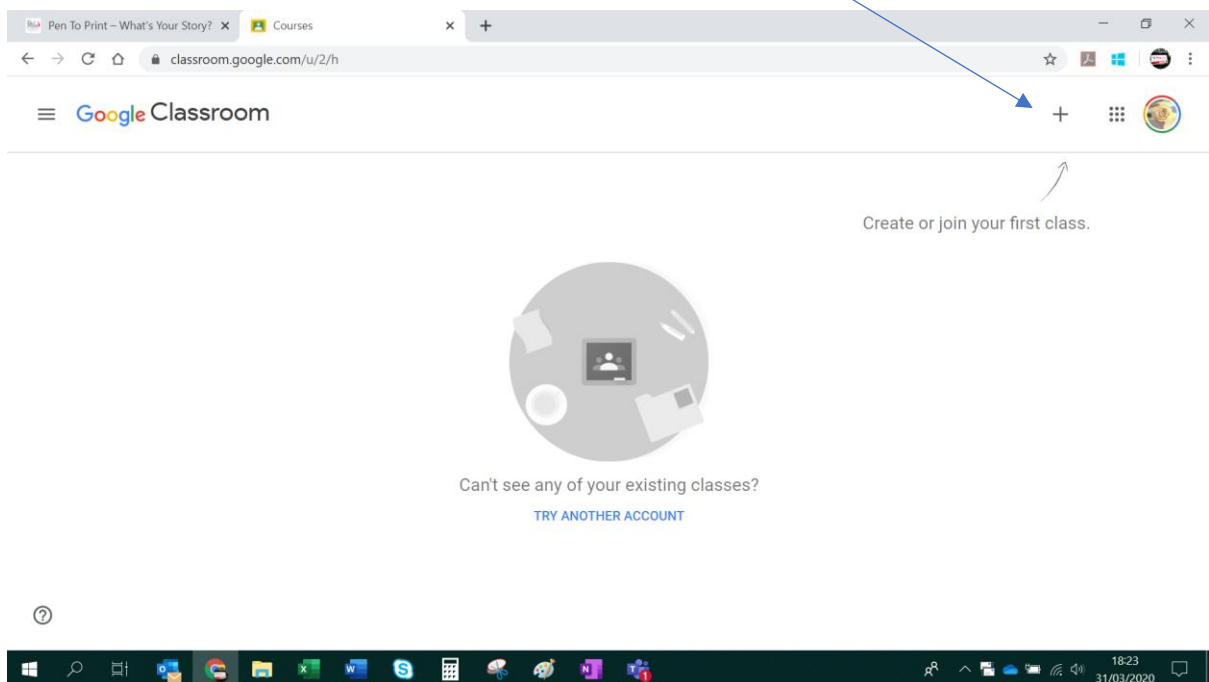 Pen To Print – What's Your Story?
Courses
classroom.google.com/u/2/h
Google Classroom
Create or join your first class.
Can't see any of your existing classes?
TRY ANOTHER ACCOUNT
18:23
31/03/2020